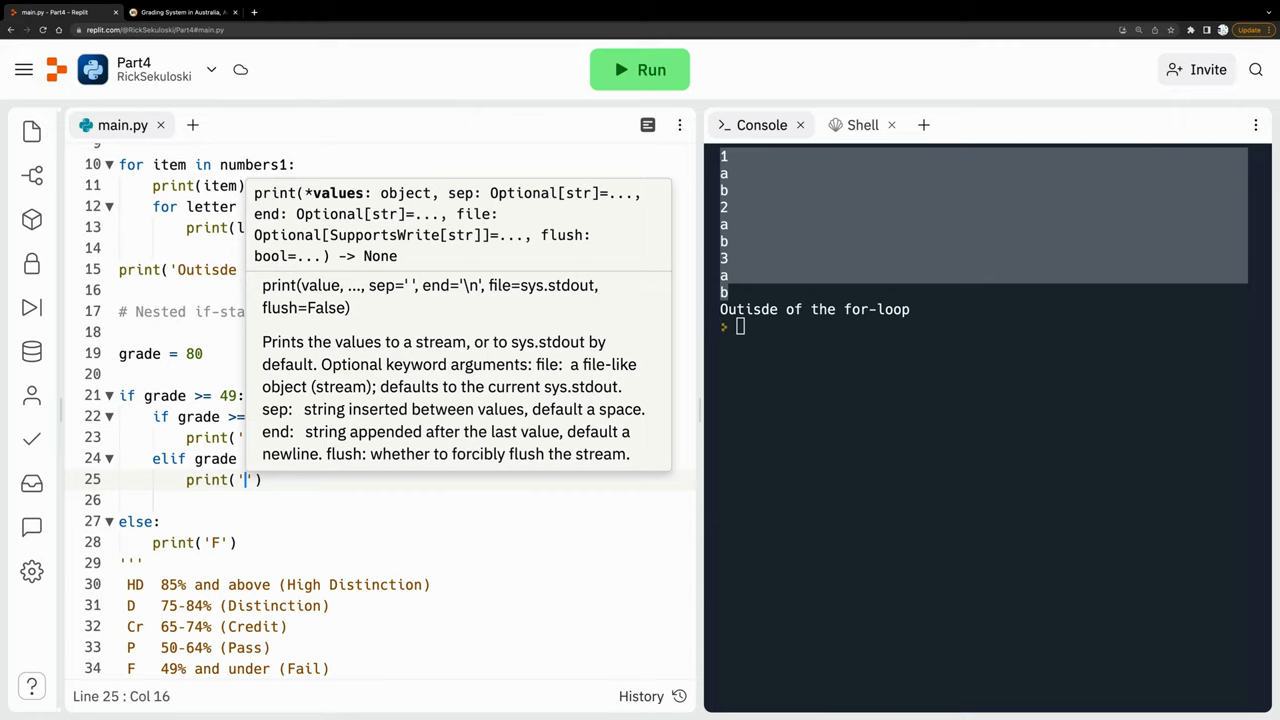 main.py - Part4 - Replit
Grading System in Australia, A
replit.com/@RickSekuloski/Part4#main.py
Update
Part4
RickSekuloski
Run
Invite
main.py
Console
Shell
9
10 for item in numbers1:
11 print(item)
12 for letter
13 print(l
14
15 print('Outisde
16
17 # Nested if-sta
18
19 grade = 80
20
21 if grade >= 49:
22 if grade >=
23 print('
24 elif grade
25 print('')
26
27 else:
28 print('F')
29 '''
30 HD 85% and above (High Distinction)
31 D 75-84% (Distinction)
32 Cr 65-74% (Credit)
33 P 50-64% (Pass)
34 F 49% and under (Fail)
print(*values: object, sep: Optional[str]=...,
end: Optional[str]=..., file:
Optional[SupportsWrite[str]]=..., flush:
bool=...) -> None
print(value, ..., sep=' ', end='\n', file=sys.stdout,
flush=False)
Prints the values to a stream, or to sys.stdout by
default. Optional keyword arguments: file: a file-like
object (stream); defaults to the current sys.stdout.
sep: string inserted between values, default a space.
end: string appended after the last value, default a
newline. flush: whether to forcibly flush the stream.
Line 25 : Col 16
History
?
1
a
b
2
a
b
3
a
b
Outisde of the for-loop